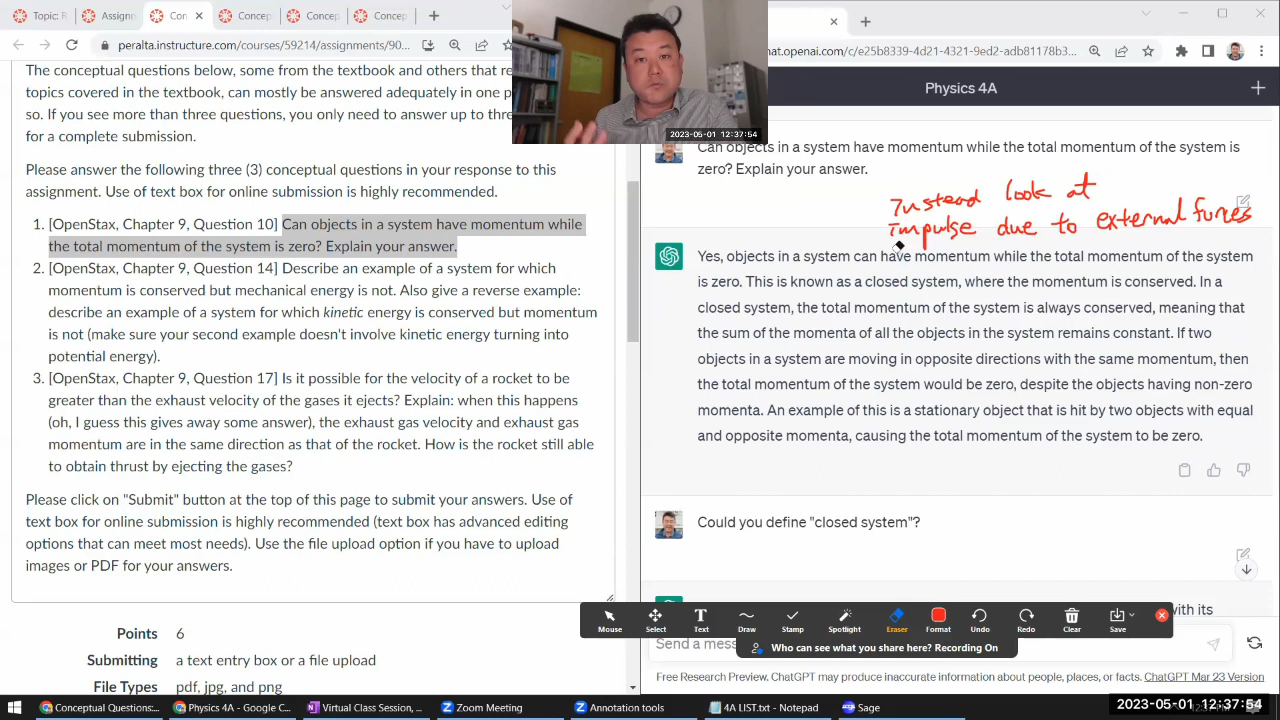 Conceptu
Con
Concept
Topic: A
Concept
peralta.instructure.com/courses/59214/assignments/90...
The conceptual questions below, some from the textbook and others that re
topics covered in the textbook, can mostly be answered adequately in one p
so. If you see more than three questions, you only need to answer up to thre
for a complete submission.
Please answer the following three (3) conceptual questions in your response to this
assignment. Use of text box for online submission is highly recommended.
1. [OpenStax, Chapter 9, Question 10] Can objects in a system have momentum while
the total momentum of the system is zero? Explain your answer.
2. [OpenStax, Chapter 9, Question 14] Describe an example of a system for which
momentum is conserved but mechanical energy is not. Also give a reverse example:
describe an example of a system for which kinetic energy is conserved but momentum
is not (make sure your second example doesn't involve kinetic energy turning into
potential energy).
3. [OpenStax, Chapter 9, Question 17] Is it possible for the velocity of a rocket to be
greater than the exhaust velocity of the gases it ejects? Explain: when this happens
(oh, I guess this gives away some answer), the exhaust gas velocity and exhaust gas
momentum are in the same direction as that of the rocket. How is the rocket still able
to obtain thrust by ejecting the gases?
Please click on "Submit" button at the top of this page to submit your answers. Use of
text box for online submission is highly recommended (text box has advanced editing
options that can meet most needs). Use the file upload option if you have to upload
images or PDF for your answers.
Points 6
Submitting a text entry box or a file upload
File Types pdf, jpg, and png
2023-05-01 12:37:54
hat.openai.com/c/e25b8339-4d21-4321-9ed2-adb81178b3...
Physics 4A
Can objects in a system have momentum while the total momentum of the system is
zero? Explain your answer.
Instead look at
impulse due to external forces
Yes, objects in a system can have momentum while the total momentum of the system
is zero. This is known as a closed system, where the momentum is conserved. In a
closed system, the total momentum of the system is always conserved, meaning that
the sum of the momenta of all the objects in the system remains constant. If two
objects in a system are moving in opposite directions with the same momentum, then
the total momentum of the system would be zero, despite the objects having non-zero
momenta. An example of this is a stationary object that is hit by two objects with equal
and opposite momenta, causing the total momentum of the system to be zero.
Could you define "closed system"?
with its
Mouse Select Text Draw Stamp Spotlight Eraser Format Undo Redo Clear Save
Send a mess
Who can see what you share here? Recording On
Free Research Preview. ChatGPT may produce inaccurate information about people, places, or facts. ChatGPT Mar 23 Version
Conceptual Questions:... Physics 4A - Google C... Virtual Class Session, ... Zoom Meeting Annotation tools 4A LIST.txt - Notepad Sage
2023-05-01 12:37:54